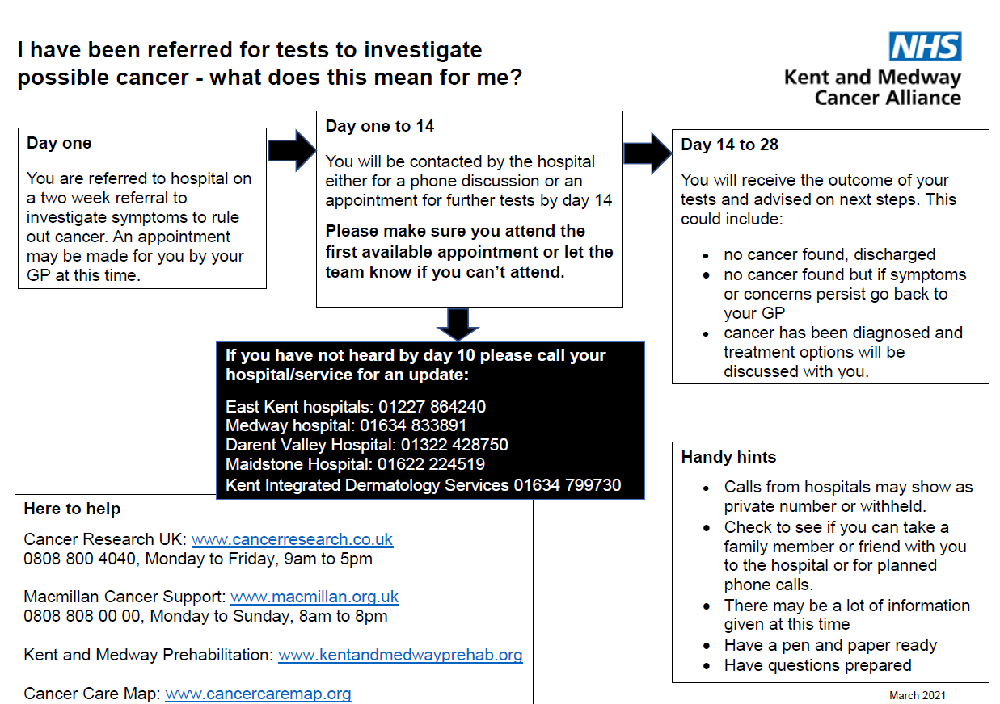 I have been referred for tests to investigate
possible cancer - what does this mean for me?
NHS
Kent and Medway
Cancer Alliance
Day one
You are referred to hospital on
a two week referral to
investigate symptoms to rule
out cancer. An appointment
may be made for you by your
GP at this time.
Day one to 14
You will be contacted by the hospital
either for a phone discussion or an
appointment for further tests by day 14
Please make sure you attend the
first available appointment or let the
team know if you can’t attend.
Day 14 to 28
You will receive the outcome of your
tests and advised on next steps. This
could include:
• no cancer found, discharged
• no cancer found but if symptoms
or concerns persist go back to
your GP
• cancer has been diagnosed and
treatment options will be
discussed with you.
If you have not heard by day 10 please call your
hospital/service for an update:
East Kent hospitals: 01227 864240
Medway hospital: 01634 833891
Darent Valley Hospital: 01322 428750
Maidstone Hospital: 01622 224519
Kent Integrated Dermatology Services 01634 799730
Here to help
Cancer Research UK: www.cancerresearch.co.uk
0808 800 4040, Monday to Friday, 9am to 5pm
Macmillan Cancer Support: www.macmillan.org.uk
0808 808 00 00, Monday to Sunday, 8am to 8pm
Kent and Medway Prehabilitation: www.kentandmedwayprehab.org
Cancer Care Map: www.cancercaremap.org
Handy hints
• Calls from hospitals may show as
private number or withheld.
• Check to see if you can take a
family member or friend with you
to the hospital or for planned
phone calls.
• There may be a lot of information
given at this time
• Have a pen and paper ready
• Have questions prepared
March 2021